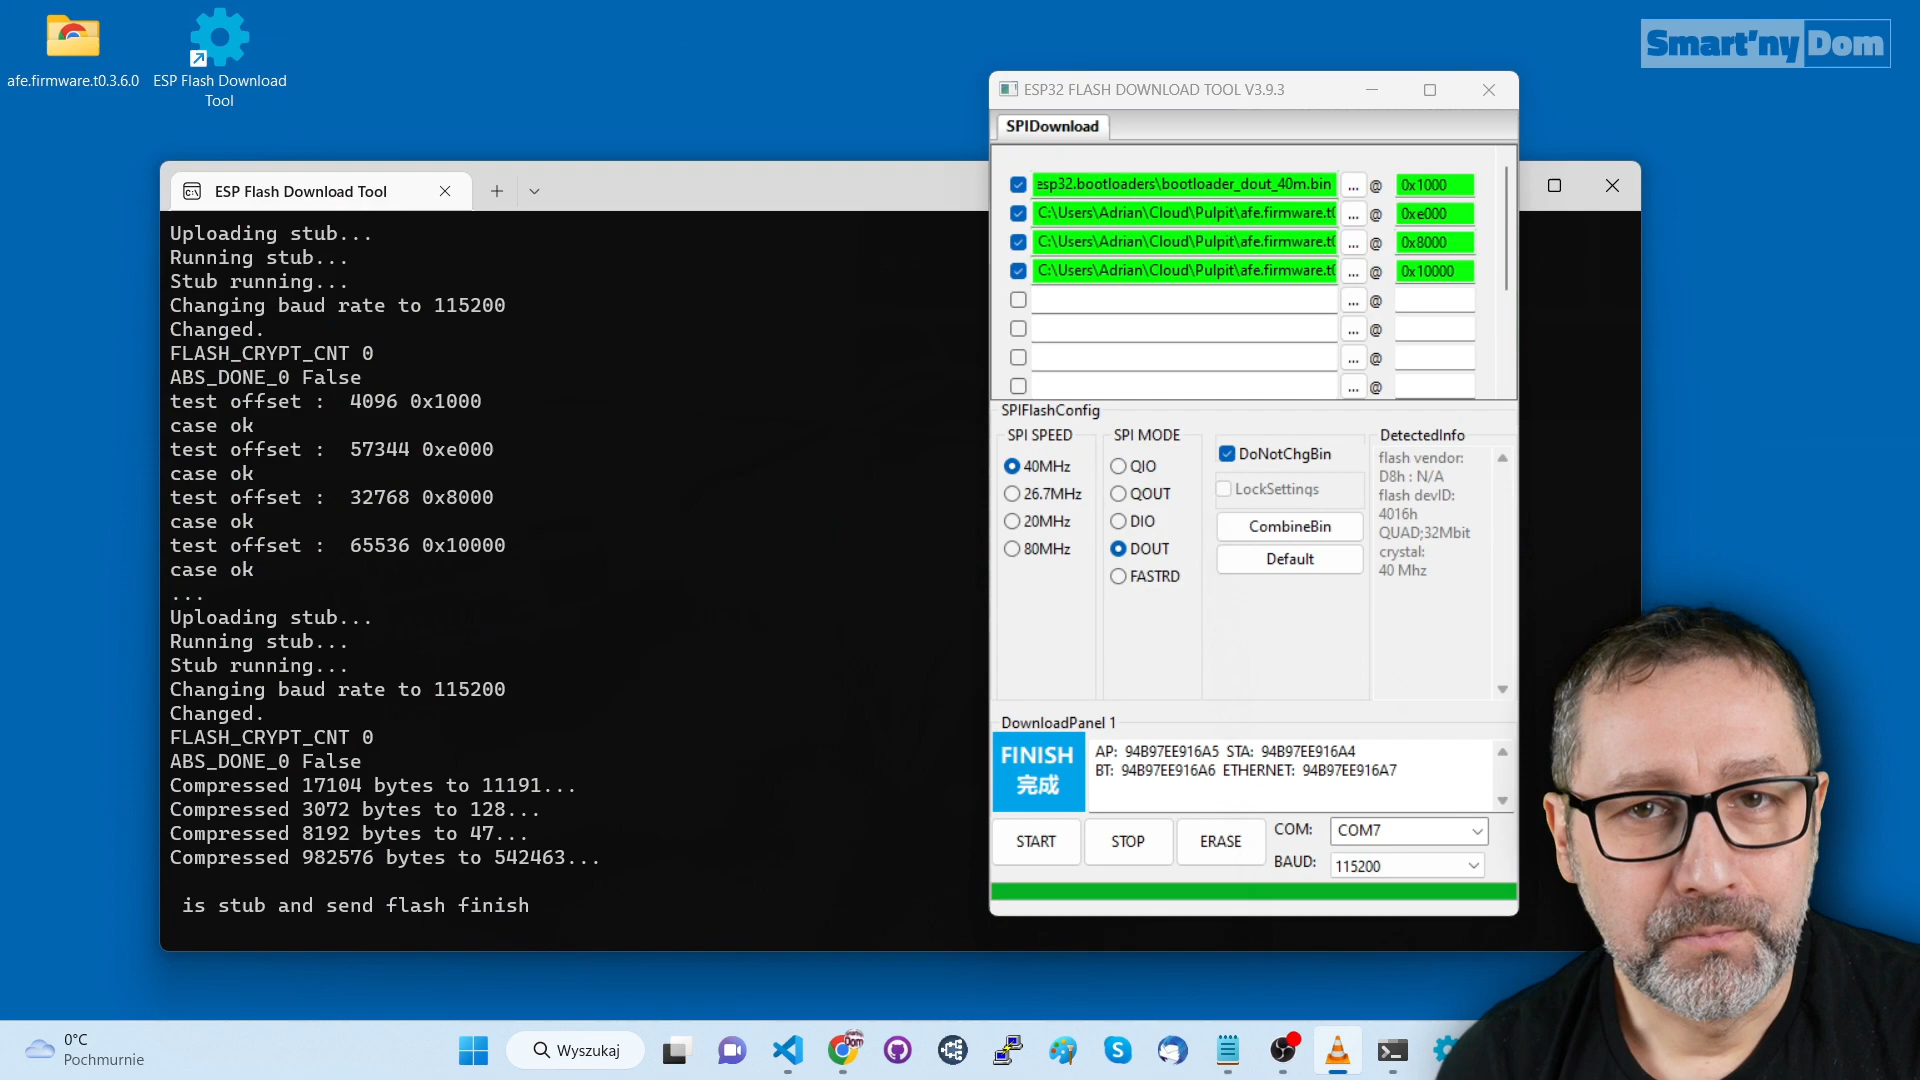 afe.firmware.t0.3.6.0
ESP Flash Download
Tool
Smart'ny Dom
ESP Flash Download Tool
Uploading stub...
Running stub...
Stub running...
Changing baud rate to 115200
Changed.
FLASH_CRYPT_CNT 0
ABS_DONE_0 False
test offset :  4096 0x1000
case ok
test offset :  57344 0xe000
case ok
test offset :  32768 0x8000
case ok
test offset :  65536 0x10000
case ok
...
Uploading stub...
Running stub...
Stub running...
Changing baud rate to 115200
Changed.
FLASH_CRYPT_CNT 0
ABS_DONE_0 False
Compressed 17104 bytes to 11191...
Compressed 3072 bytes to 128...
Compressed 8192 bytes to 47...
Compressed 982576 bytes to 542463...
is stub and send flash finish
ESP32 FLASH DOWNLOAD TOOL V3.9.3
SPIDownload
esp32.bootloaders\bootloader_dout_40m.bin ... @ 0x1000
C:\Users\Adrian\Cloud\Pulpit\afe.firmware.t0 ... @ 0xe000
C:\Users\Adrian\Cloud\Pulpit\afe.firmware.t0 ... @ 0x8000
C:\Users\Adrian\Cloud\Pulpit\afe.firmware.t0 ... @ 0x10000
... @
... @
... @
... @
SPIFlashConfig
SPI SPEED
40MHz
26.7MHz
20MHz
80MHz
SPI MODE
QIO
QOUT
DIO
DOUT
FASTRD
DoNotChgBin
LockSettings
CombineBin
Default
DetectedInfo
flash vendor:
D8h : N/A
flash devID:
4016h
QUAD;32Mbit
crystal:
40 Mhz
DownloadPanel 1
FINISH
完成
AP:  94B97EE916A5  STA:  94B97EE916A4
BT:  94B97EE916A6  ETHERNET:  94B97EE916A7
START
STOP
ERASE
COM: COM7
BAUD: 115200
0°C
Pochmurnie
Wyszukaj
Dom